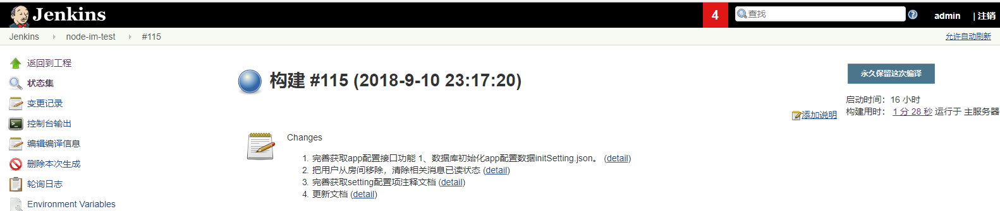 Jenkins
4
查找
admin
| 注销
Jenkins
node-im-test
#115
允许自动刷新
返回到工程
状态集
变更记录
控制台输出
编辑编译信息
删除本次生成
轮询日志
Environment Variables
构建 #115 (2018-9-10 23:17:20)
永久保留这次编译
启动时间：16 小时
构建用时： 1 分 28 秒 运行于 主服务器
添加说明
Changes
1. 完善获取app配置接口功能 1、数据库初始化app配置数据initSetting.json。 (detail)
2. 把用户从房间移除，清除相关消息已读状态 (detail)
3. 完善获取setting配置项注释文档 (detail)
4. 更新文档 (detail)